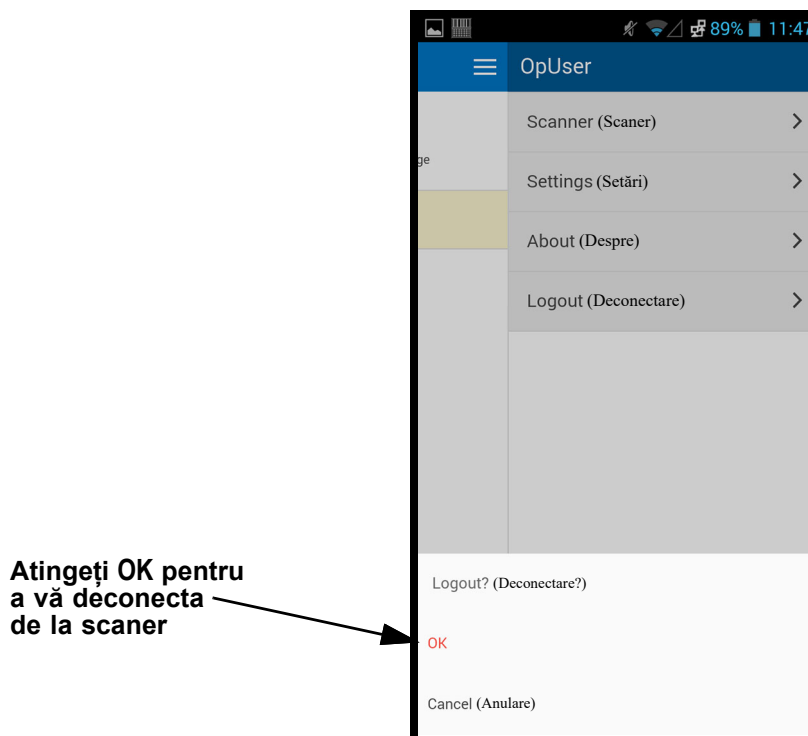 89% 11:47
OpUser
Scanner (Scaner)
ge
Settings (Setări)
About (Despre)
Logout (Deconectare)
Atingeți OK pentru
a vă deconecta
de la scaner
Logout? (Deconectare?)
OK
Cancel (Anulare)